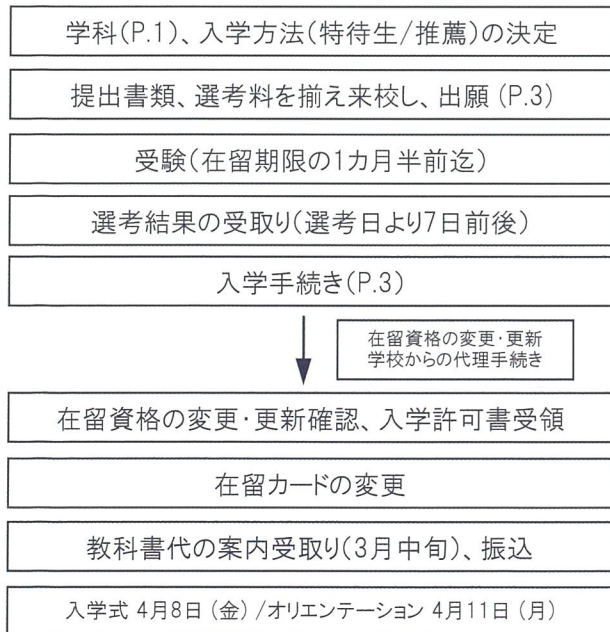 学科(P.1)、入学方法(特待生/推薦)の決定
提出書類、選考料を揃え来校し、出願 (P.3)
受験(在留期限の1カ月半前迄)
選考結果の受取り(選考日より7日前後)
入学手続き(P.3)
在留資格の変更・更新
学校からの代理手続き
在留資格の変更・更新確認、入学許可書受領
在留カードの変更
教科書代の案内受取り(3月中旬)、振込
入学式 4月8日 (金) /オリエンテーション 4月11日 (月)